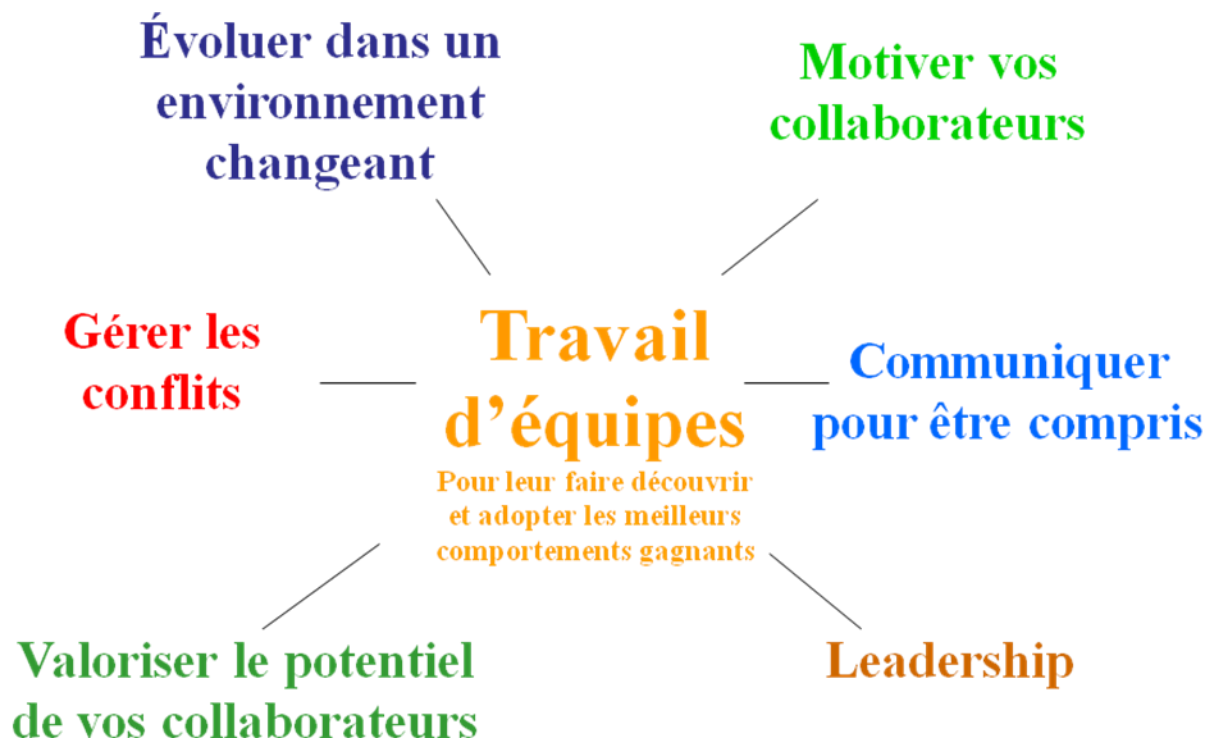 Évoluer dans un
environnement
changeant
Motiver vos
collaborateurs
Gérer les
conflits
Travail
d’équipes
Pour leur faire découvrir
et adopter les meilleurs
comportements gagnants
Communiquer
pour être compris
Valoriser le potentiel
de vos collaborateurs
Leadership